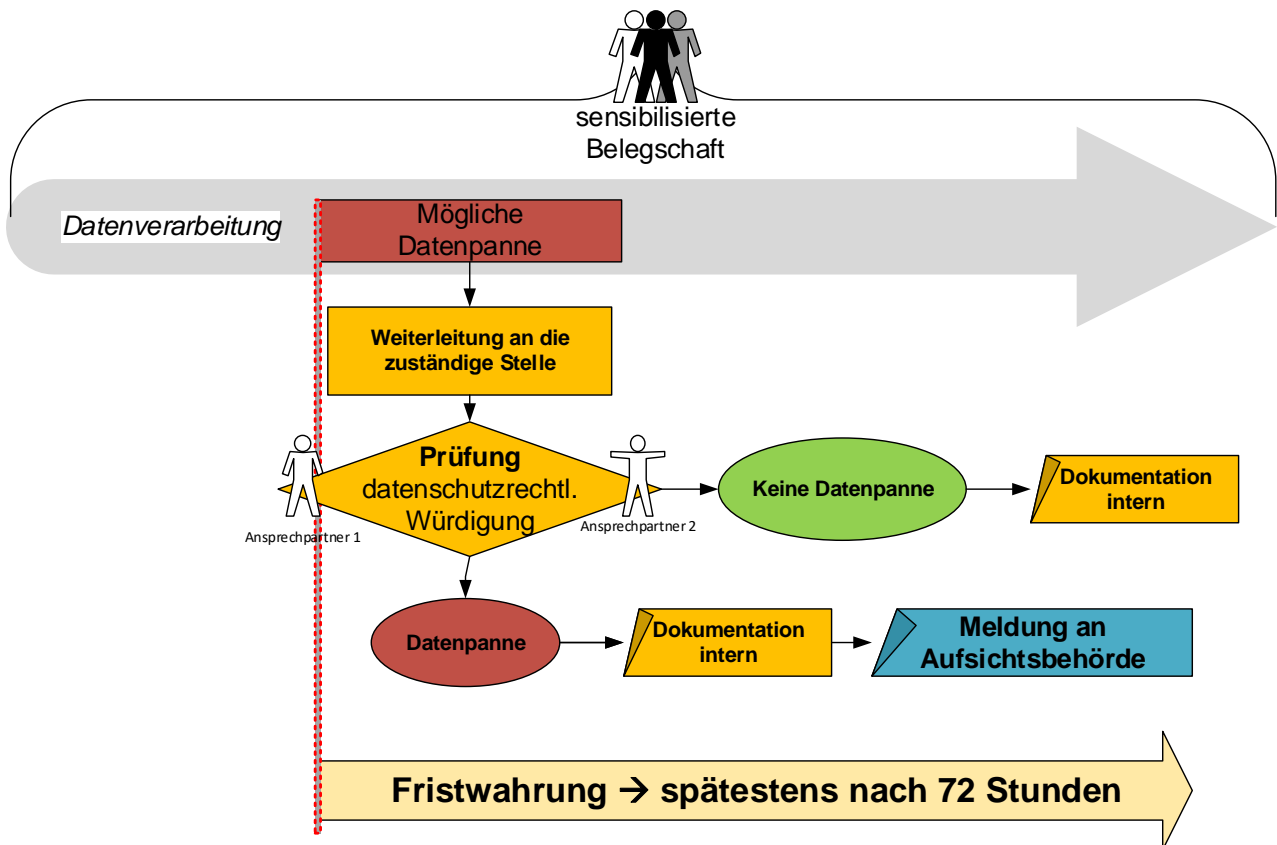 sensibilisierte
Belegschaft
Datenverarbeitung
Mögliche
Datenpanne
Weiterleitung an die
zuständige Stelle
Prüfung
datenschutzrechtl.
Würdigung
Ansprechpartner 1
Ansprechpartner 2
Keine Datenpanne
Dokumentation
intern
Datenpanne
Dokumentation
intern
Meldung an
Aufsichtsbehörde
Fristwahrung → spätestens nach 72 Stunden